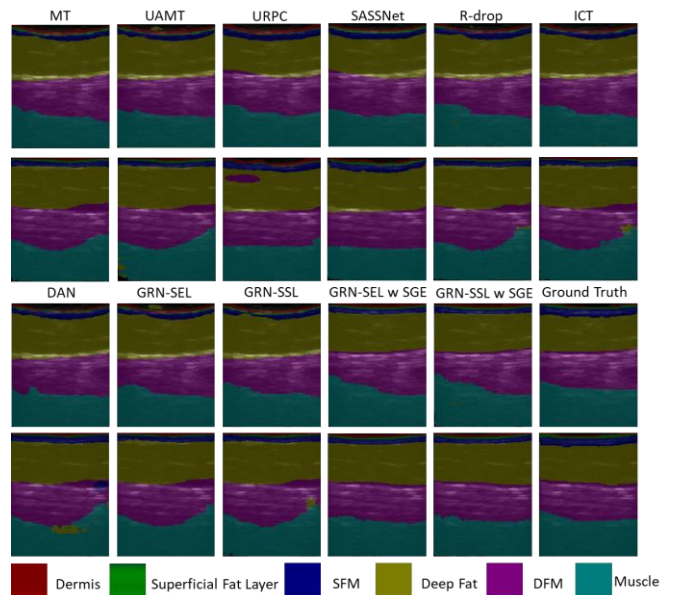 MT UAMT URPC SASSNet R-drop ICT
DAN GRN-SEL GRN-SSL GRN-SEL w SGE GRN-SSL w SGE Ground Truth
Dermis Superficial Fat Layer SFM Deep Fat DFM Muscle